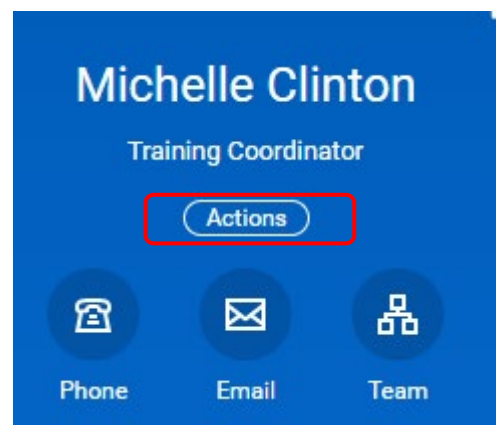 Michelle Clinton
Training Coordinator
Actions
Phone Email Team